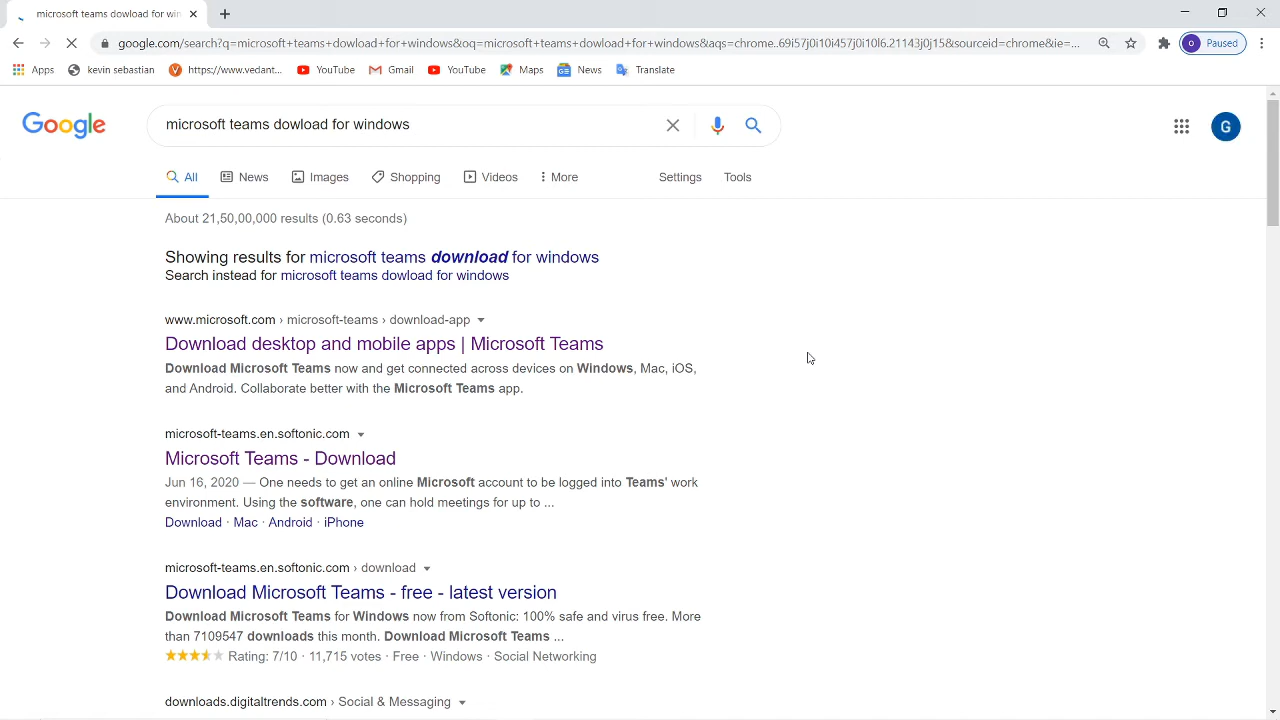 microsoft teams dowload for win
google.com/search?q=microsoft+teams+dowload+for+windows&oq=microsoft+teams+dowload+for+windows&aqs=chrome..69i57j0i10i457j0i10l6.21143j0j15&sourceid=chrome&ie=...
O Paused
Apps kevin sebastian https://www.vedant... YouTube Gmail YouTube Maps News Translate
Google microsoft teams dowload for windows G
All News Images Shopping Videos More Settings Tools
About 21,50,00,000 results (0.63 seconds)
Showing results for microsoft teams download for windows
Search instead for microsoft teams dowload for windows
www.microsoft.com › microsoft-teams › download-app
Download desktop and mobile apps | Microsoft Teams
Download Microsoft Teams now and get connected across devices on Windows, Mac, iOS,
and Android. Collaborate better with the Microsoft Teams app.
microsoft-teams.en.softonic.com
Microsoft Teams - Download
Jun 16, 2020 — One needs to get an online Microsoft account to be logged into Teams' work
environment. Using the software, one can hold meetings for up to ...
Download · Mac · Android · iPhone
microsoft-teams.en.softonic.com › download
Download Microsoft Teams - free - latest version
Download Microsoft Teams for Windows now from Softonic: 100% safe and virus free. More
than 7109547 downloads this month. Download Microsoft Teams ...
Rating: 7/10 · 11,715 votes · Free · Windows · Social Networking
downloads.digitaltrends.com › Social & Messaging